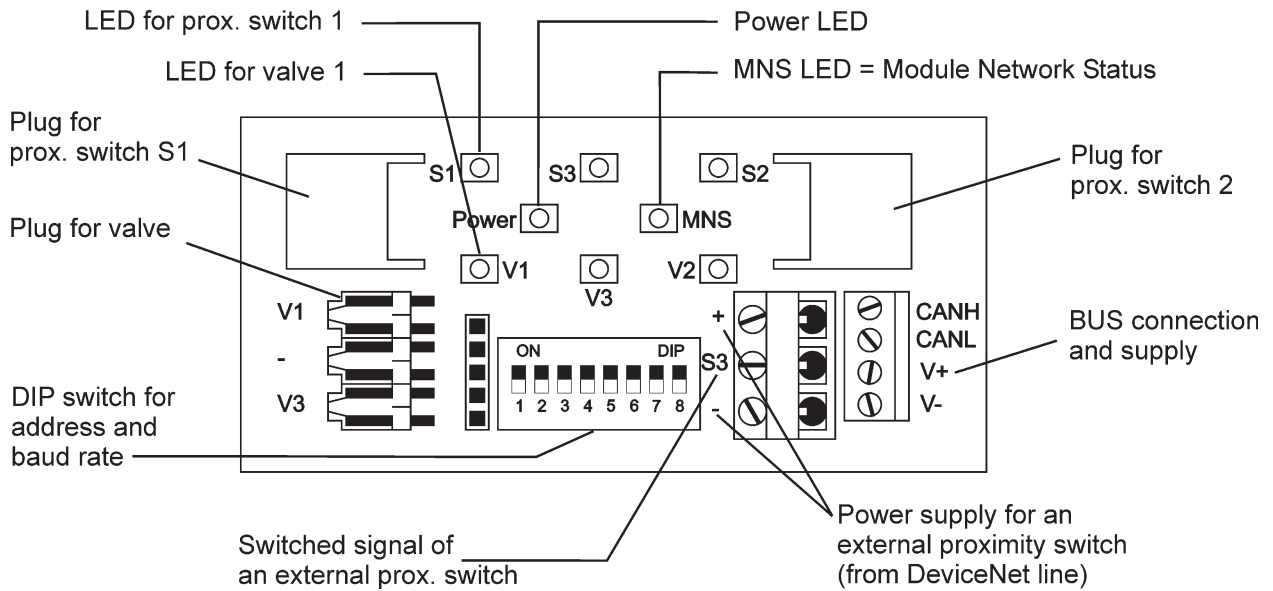 LED for prox. switch 1
Power LED
LED for valve 1
MNS LED = Module Network Status
Plug for
prox. switch S1
Plug for
prox. switch 2
S1
S3
S2
Power
MNS
Plug for valve
V1
V3
V2
V1
-
V3
ON
DIP
1 2 3 4 5 6 7 8
+
S3
-
CANH
CANL
V+
V-
BUS connection
and supply
DIP switch for
address and
baud rate
Switched signal of
an external prox. switch
Power supply for an
external proximity switch
(from DeviceNet line)